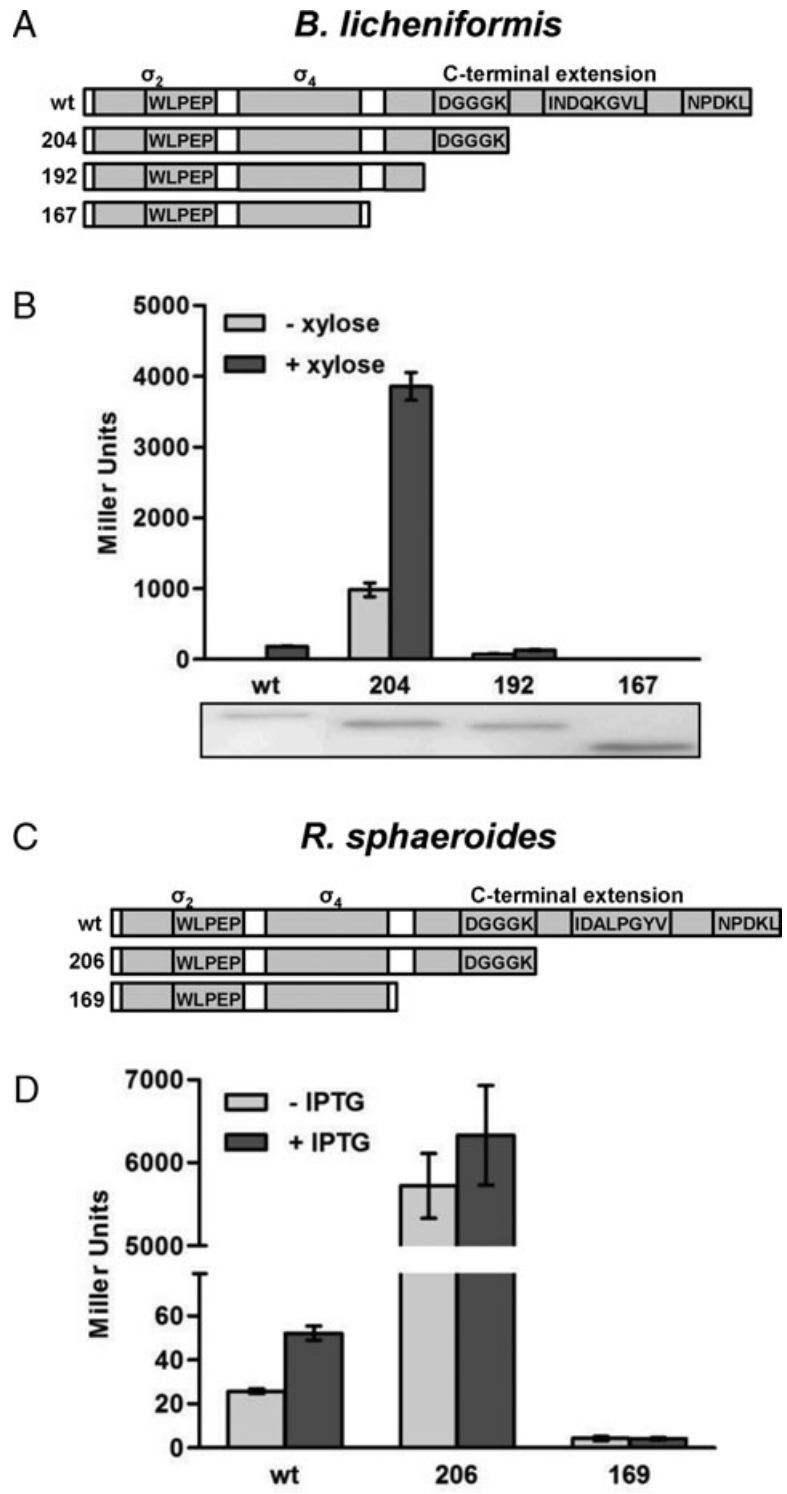 A
B. licheniformis
σ2 σ4 C-terminal extension
wt WLPEP DGGGK INDQKGVL NPDKL
204 WLPEP DGGGK
192 WLPEP
167 WLPEP
B
5000
4000
3000
2000
1000
0
Miller Units
- xylose
+ xylose
wt 204 192 167
C
R. sphaeroides
σ2 σ4 C-terminal extension
wt WLPEP DGGGK IDALPGYV NPDKL
206 WLPEP DGGGK
169 WLPEP
D
7000
6000
5000
60
40
20
0
Miller Units
- IPTG
+ IPTG
wt 206 169